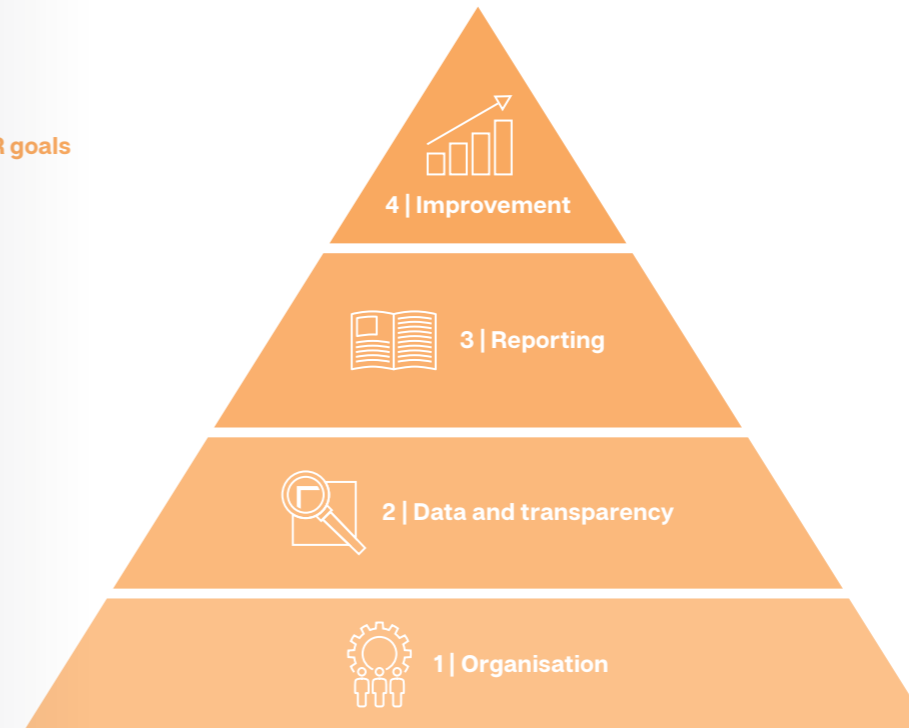 R goals
4 | Improvement
3 | Reporting
2 | Data and transparency
1 | Organisation